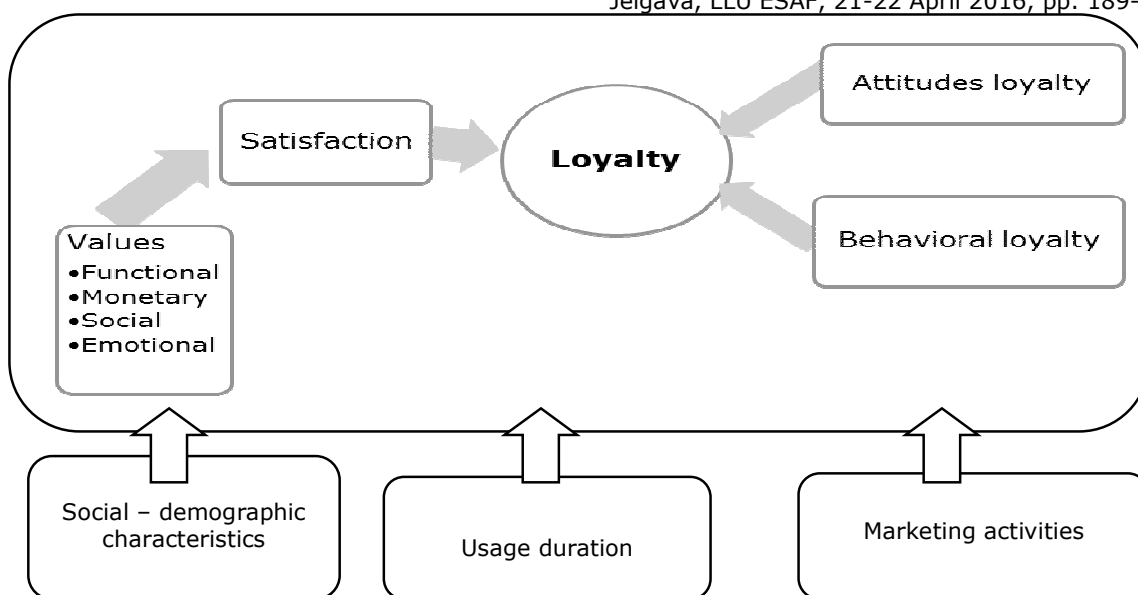 Jelgava, LLU ESAF, 21-22 April 2016, pp. 189-
Attitudes loyalty
Satisfaction
Loyalty
Values
•Functional
•Monetary
•Social
•Emotional
Behavioral loyalty
Social – demographic
characteristics
Usage duration
Marketing activities